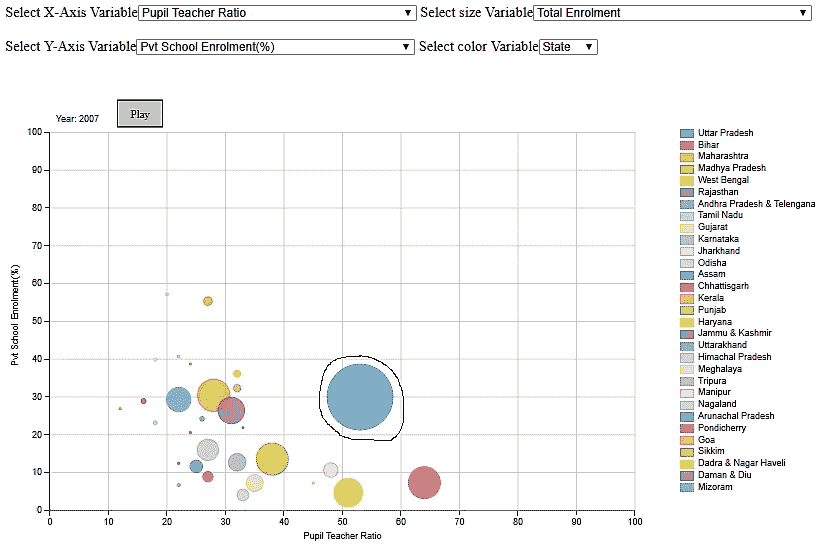 Select X-Axis Variable Pupil Teacher Ratio Select size Variable Total Enrolment
Select Y-Axis Variable Pvt School Enrolment(%) Select color Variable State
Year: 2007 Play
100
90
80
70
60
50
40
30
20
10
0
Pvt School Enrolment(%)
0 10 20 30 40 50 60 70 80 90 100
Pupil Teacher Ratio
Uttar Pradesh
Bihar
Maharashtra
Madhya Pradesh
West Bengal
Rajasthan
Andhra Pradesh & Telengana
Tamil Nadu
Gujarat
Karnataka
Jharkhand
Odisha
Assam
Chhattisgarh
Kerala
Punjab
Haryana
Jammu & Kashmir
Uttarakhand
Himachal Pradesh
Meghalaya
Tripura
Manipur
Nagaland
Arunachal Pradesh
Pondicherry
Goa
Sikkim
Dadra & Nagar Haveli
Daman & Diu
Mizoram